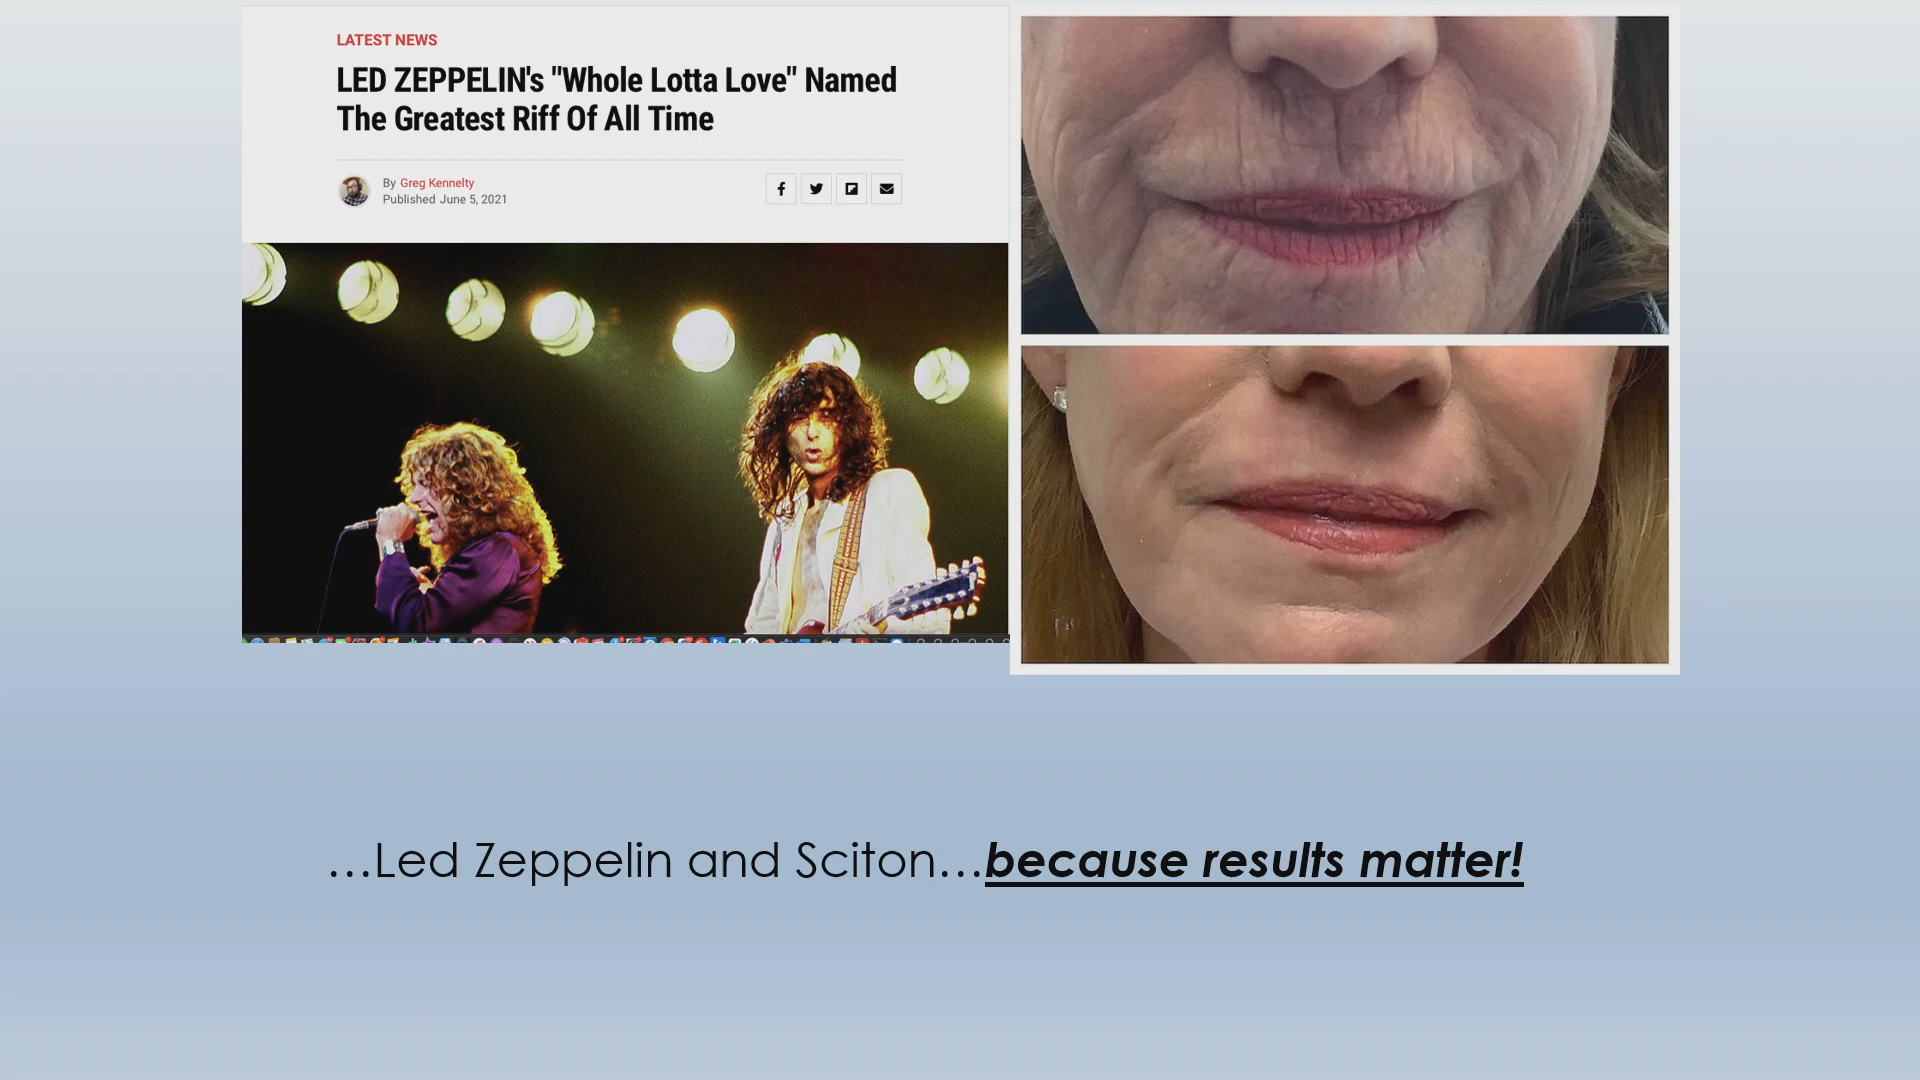 LATEST NEWS
LED ZEPPELIN's "Whole Lotta Love" Named
The Greatest Riff Of All Time
By Greg Kennelty
Published June 5, 2021
…Led Zeppelin and Sciton…because results matter!